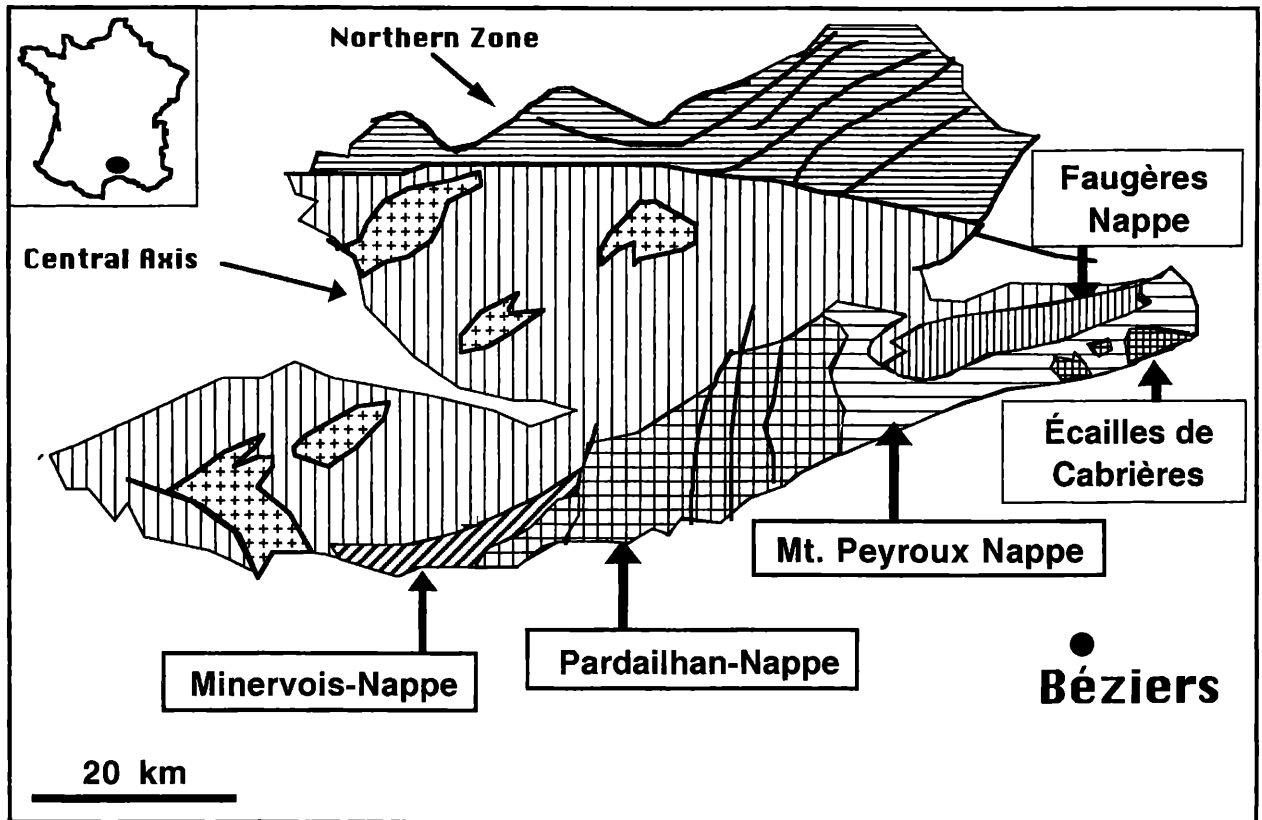 Northern Zone
Faugères
Nappe
Central Axis
Écailles de
Cabrières
Mt. Peyroux Nappe
Pardailhan-Nappe
Minervois-Nappe
Béziers
20 km